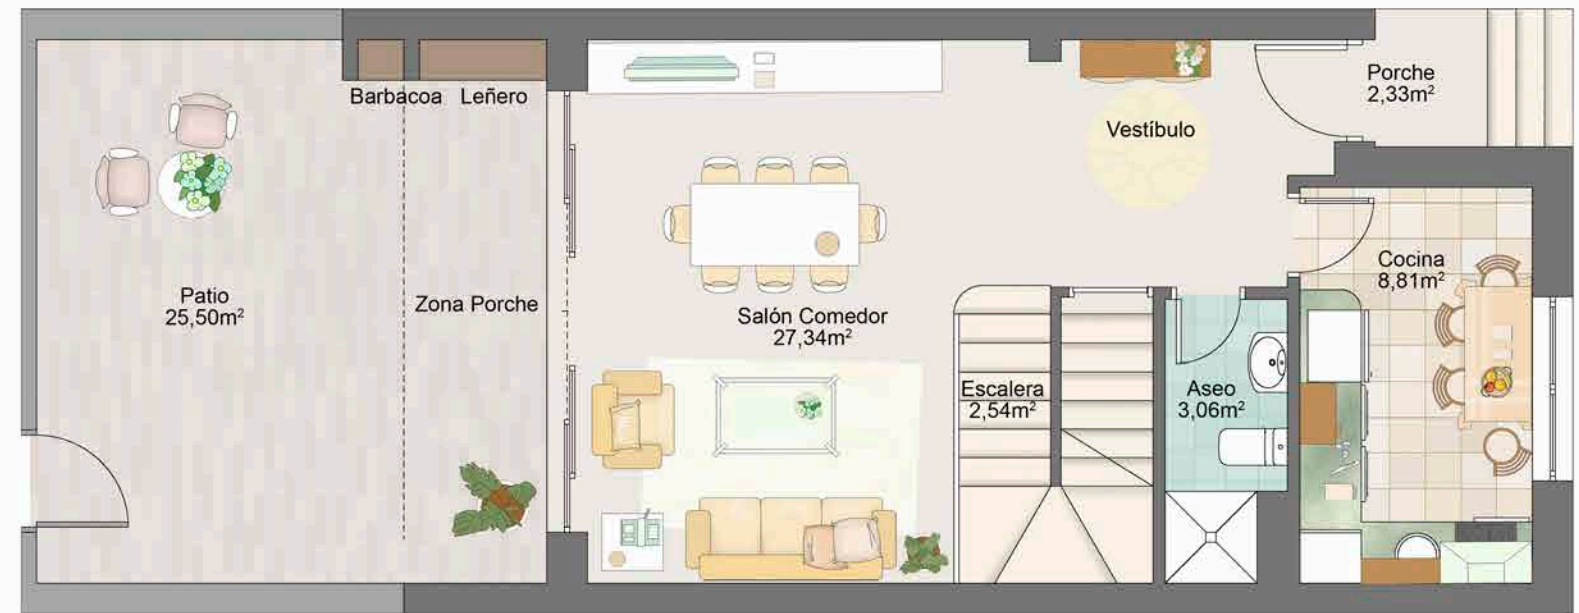 Barbacoa
Leñero
Porche
2,33m²
Vestíbulo
Patio
25,50m²
Zona Porche
Salón Comedor
27,34m²
Cocina
8,81m²
Escalera
2,54m²
Aseo
3,06m²